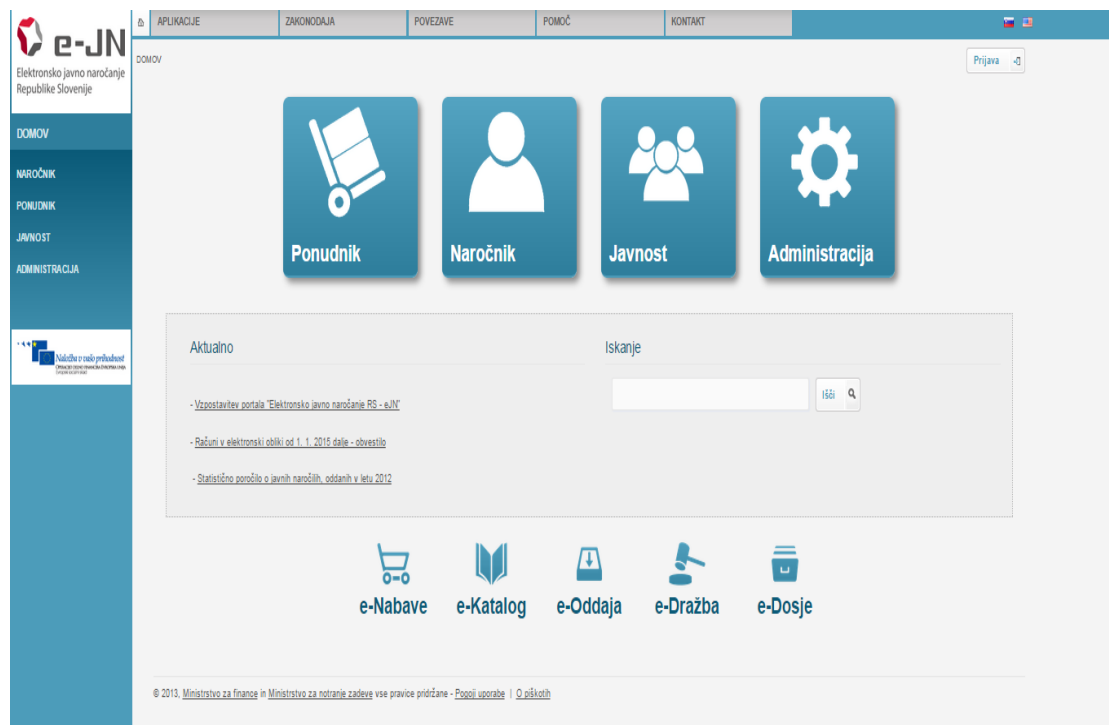 e-JN
Elektronsko javno naročanje
Republike Slovenije
APLIKACIJE
ZAKONODAJA
POVEZAVE
POMOČ
KONTAKT
DOMOV
Prijava
DOMOV
NAROČNIK
PONUDNIK
JAVNOST
ADMINISTRACIJA
Naložba v vašo prihodnost
Ponudnik
Naročnik
Javnost
Administracija
Aktualno
Iskanje
Išči
- Vzpostavitev portala "Elektronsko javno naročanje RS - eJN"
- Računi v elektronski obliki od 1. 1. 2015 dalje - obvestilo
- Statistično poročilo o javnih naročilih, oddanih v letu 2012
e-Nabave
e-Katalog
e-Oddaja
e-Dražba
e-Dosje
© 2013, Ministrstvo za finance in Ministrstvo za notranje zadeve vse pravice pridržane - Pogoji uporabe | O piškotih